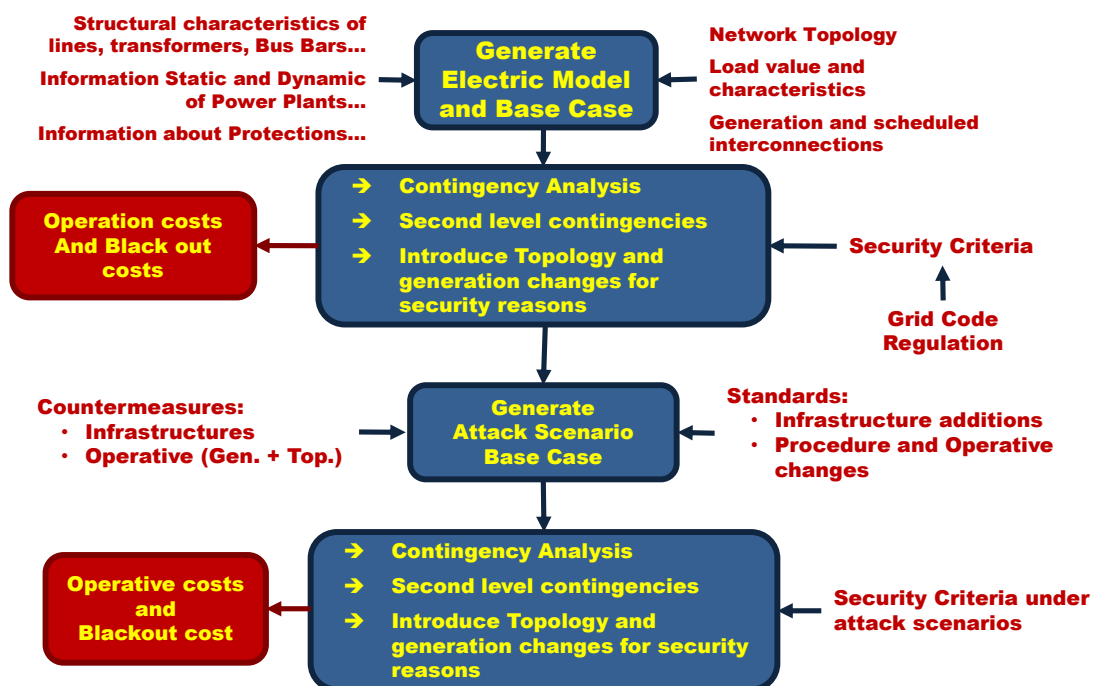 Structural characteristics of
lines, transformers, Bus Bars...
Information Static and Dynamic
of Power Plants...
Information about Protections...
Generate
Electric Model
and Base Case
Network Topology
Load value and
characteristics
Generation and scheduled
interconnections
Operation costs
And Black out
costs
➔ Contingency Analysis
➔ Second level contingencies
➔ Introduce Topology and
generation changes for
security reasons
Security Criteria
Grid Code
Regulation
Countermeasures:
• Infrastructures
• Operative (Gen. + Top.)
Generate
Attack Scenario
Base Case
Standards:
• Infrastructure additions
• Procedure and Operative
changes
Operative costs
and
Blackout cost
➔ Contingency Analysis
➔ Second level contingencies
➔ Introduce Topology and
generation changes for security
reasons
Security Criteria under
attack scenarios